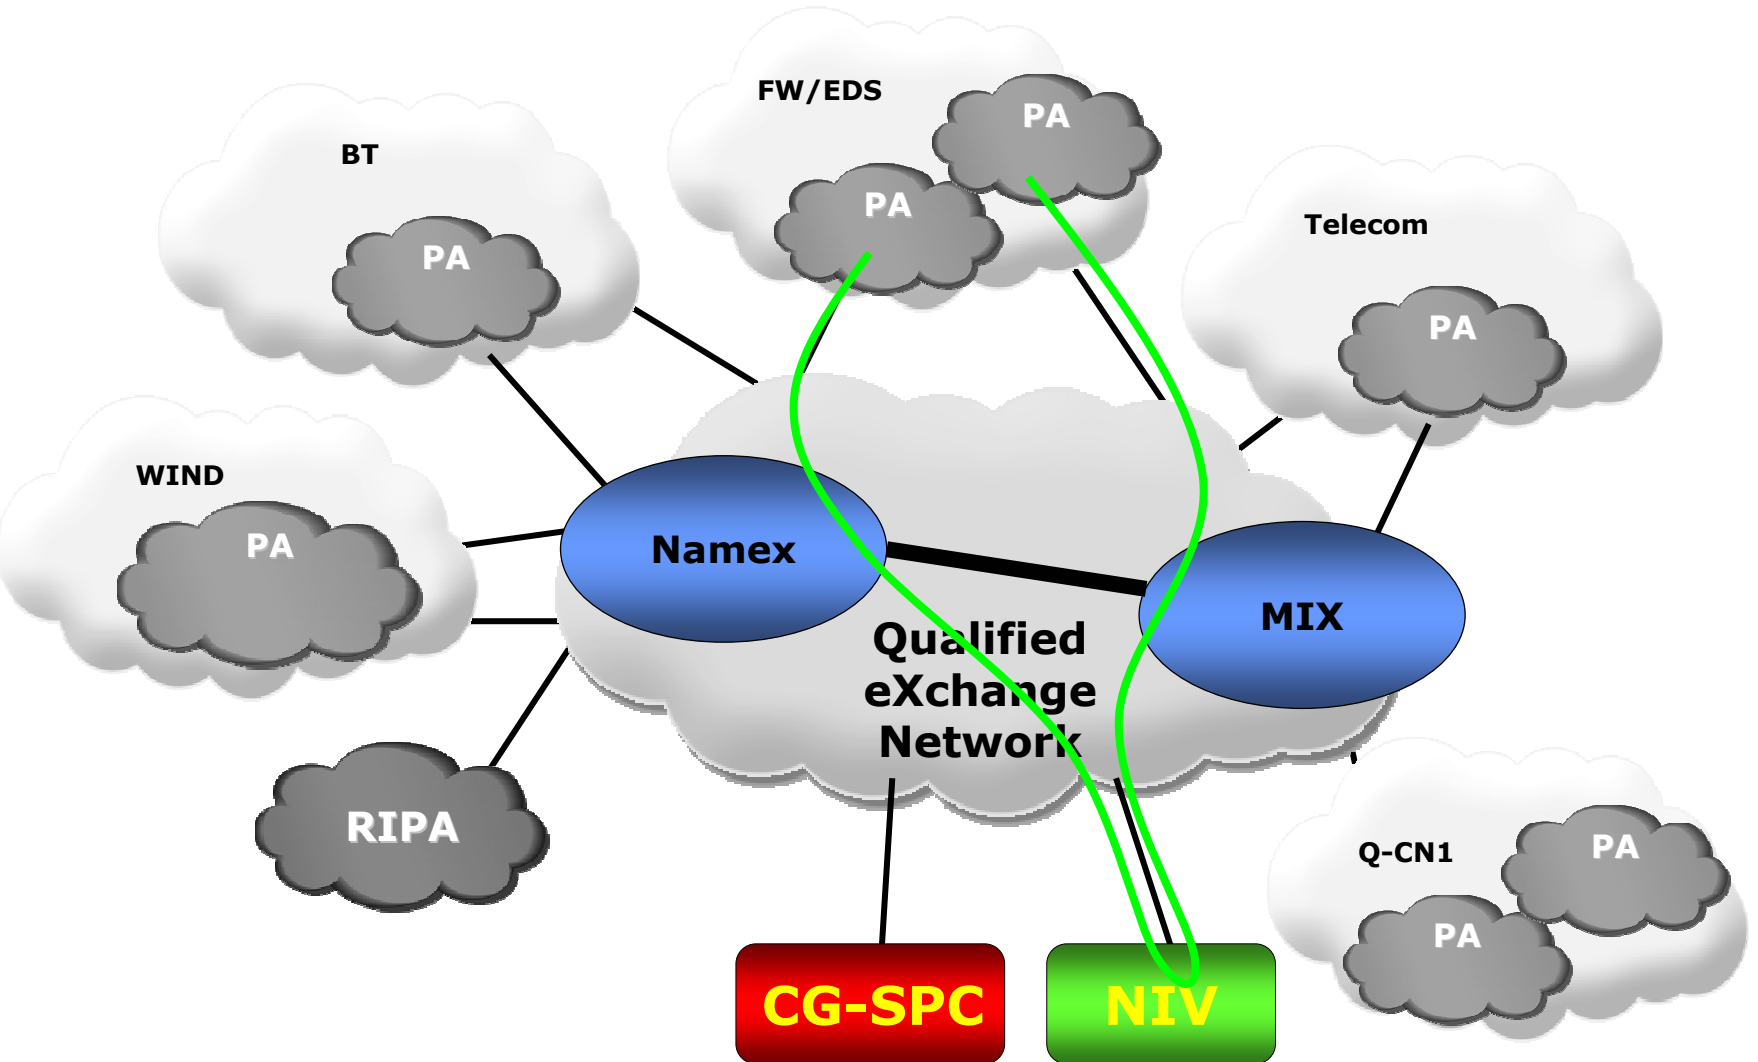 FW/EDS
PA
BT
PA
Telecom
PA
PA
WIND
PA
Namex
MIX
Qualified
eXchange
Network
RIPA
Q-CN1
PA
PA
CG-SPC
NIV